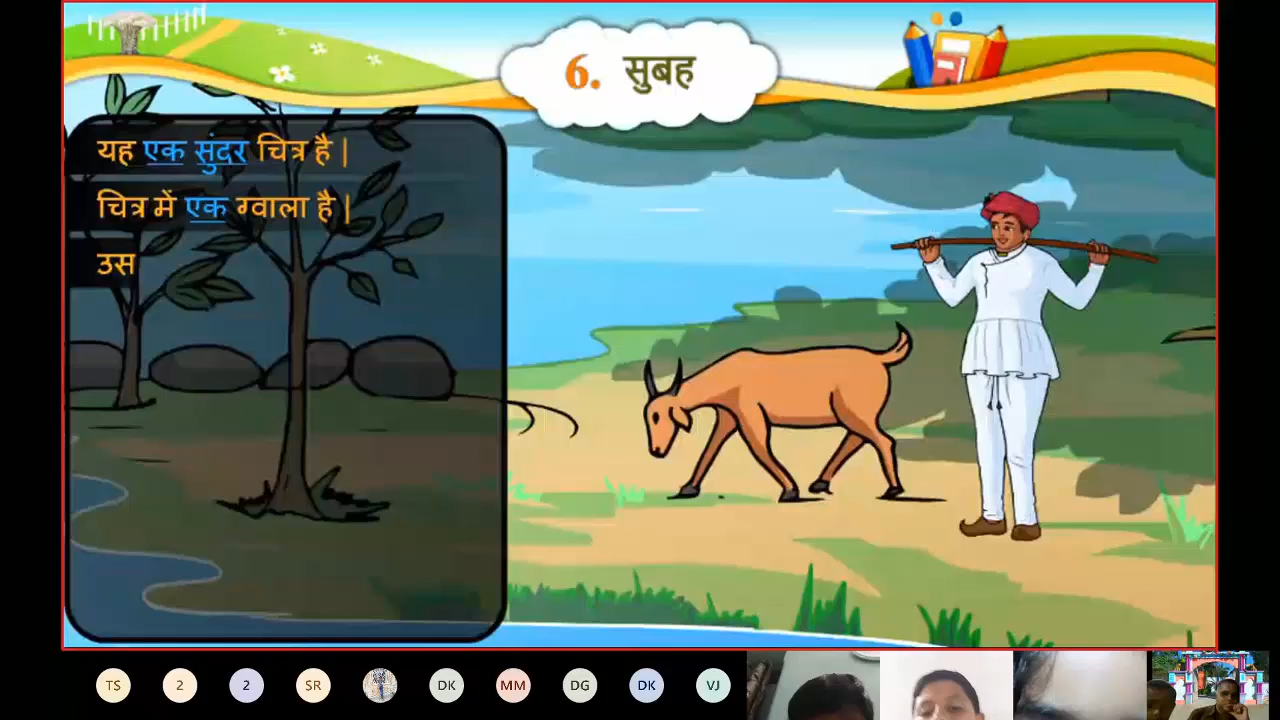 6. सुबह
यह एक सुंदर चित्र है |
चित्र में एक ग्वाला है |
उस
TS 2 2 SR DK MM DG DK VJ